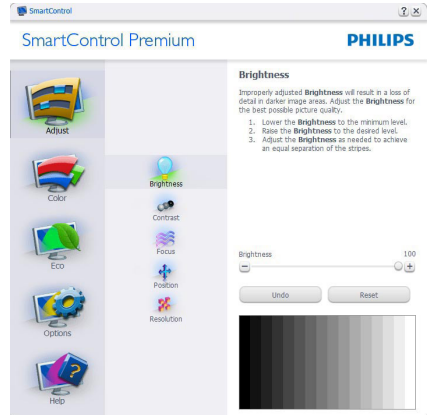 SmartControl
SmartControl Premium
PHILIPS
Adjust
Color
Eco
Options
Help
Brightness
Contrast
Focus
Position
Resolution
Brightness
Improperly adjusted Brightness will result in a loss of
detail in darker image areas. Adjust the Brightness for
the best possible picture quality.
1. Lower the Brightness to the minimum level.
2. Raise the Brightness to the desired level.
3. Adjust the Brightness as needed to achieve
an equal separation of the stripes.
Brightness 100
Undo Reset